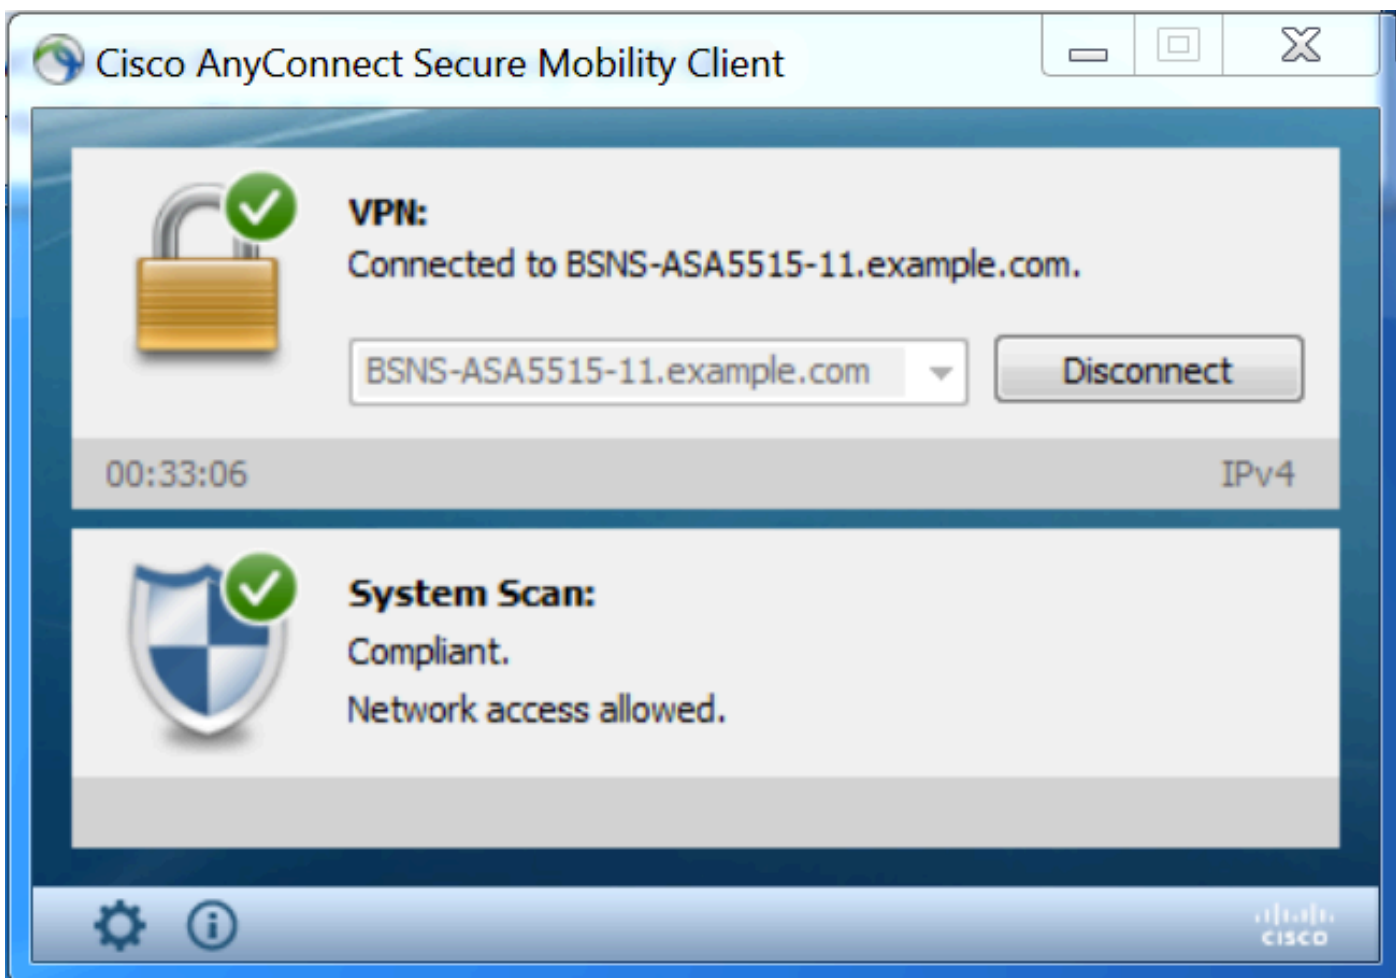 Cisco AnyConnect Secure Mobility Client
VPN:
Connected to BSNS-ASA5515-11.example.com.
BSNS-ASA5515-11.example.com
Disconnect
00:33:06
IPv4
System Scan:
Compliant.
Network access allowed.
CISCO